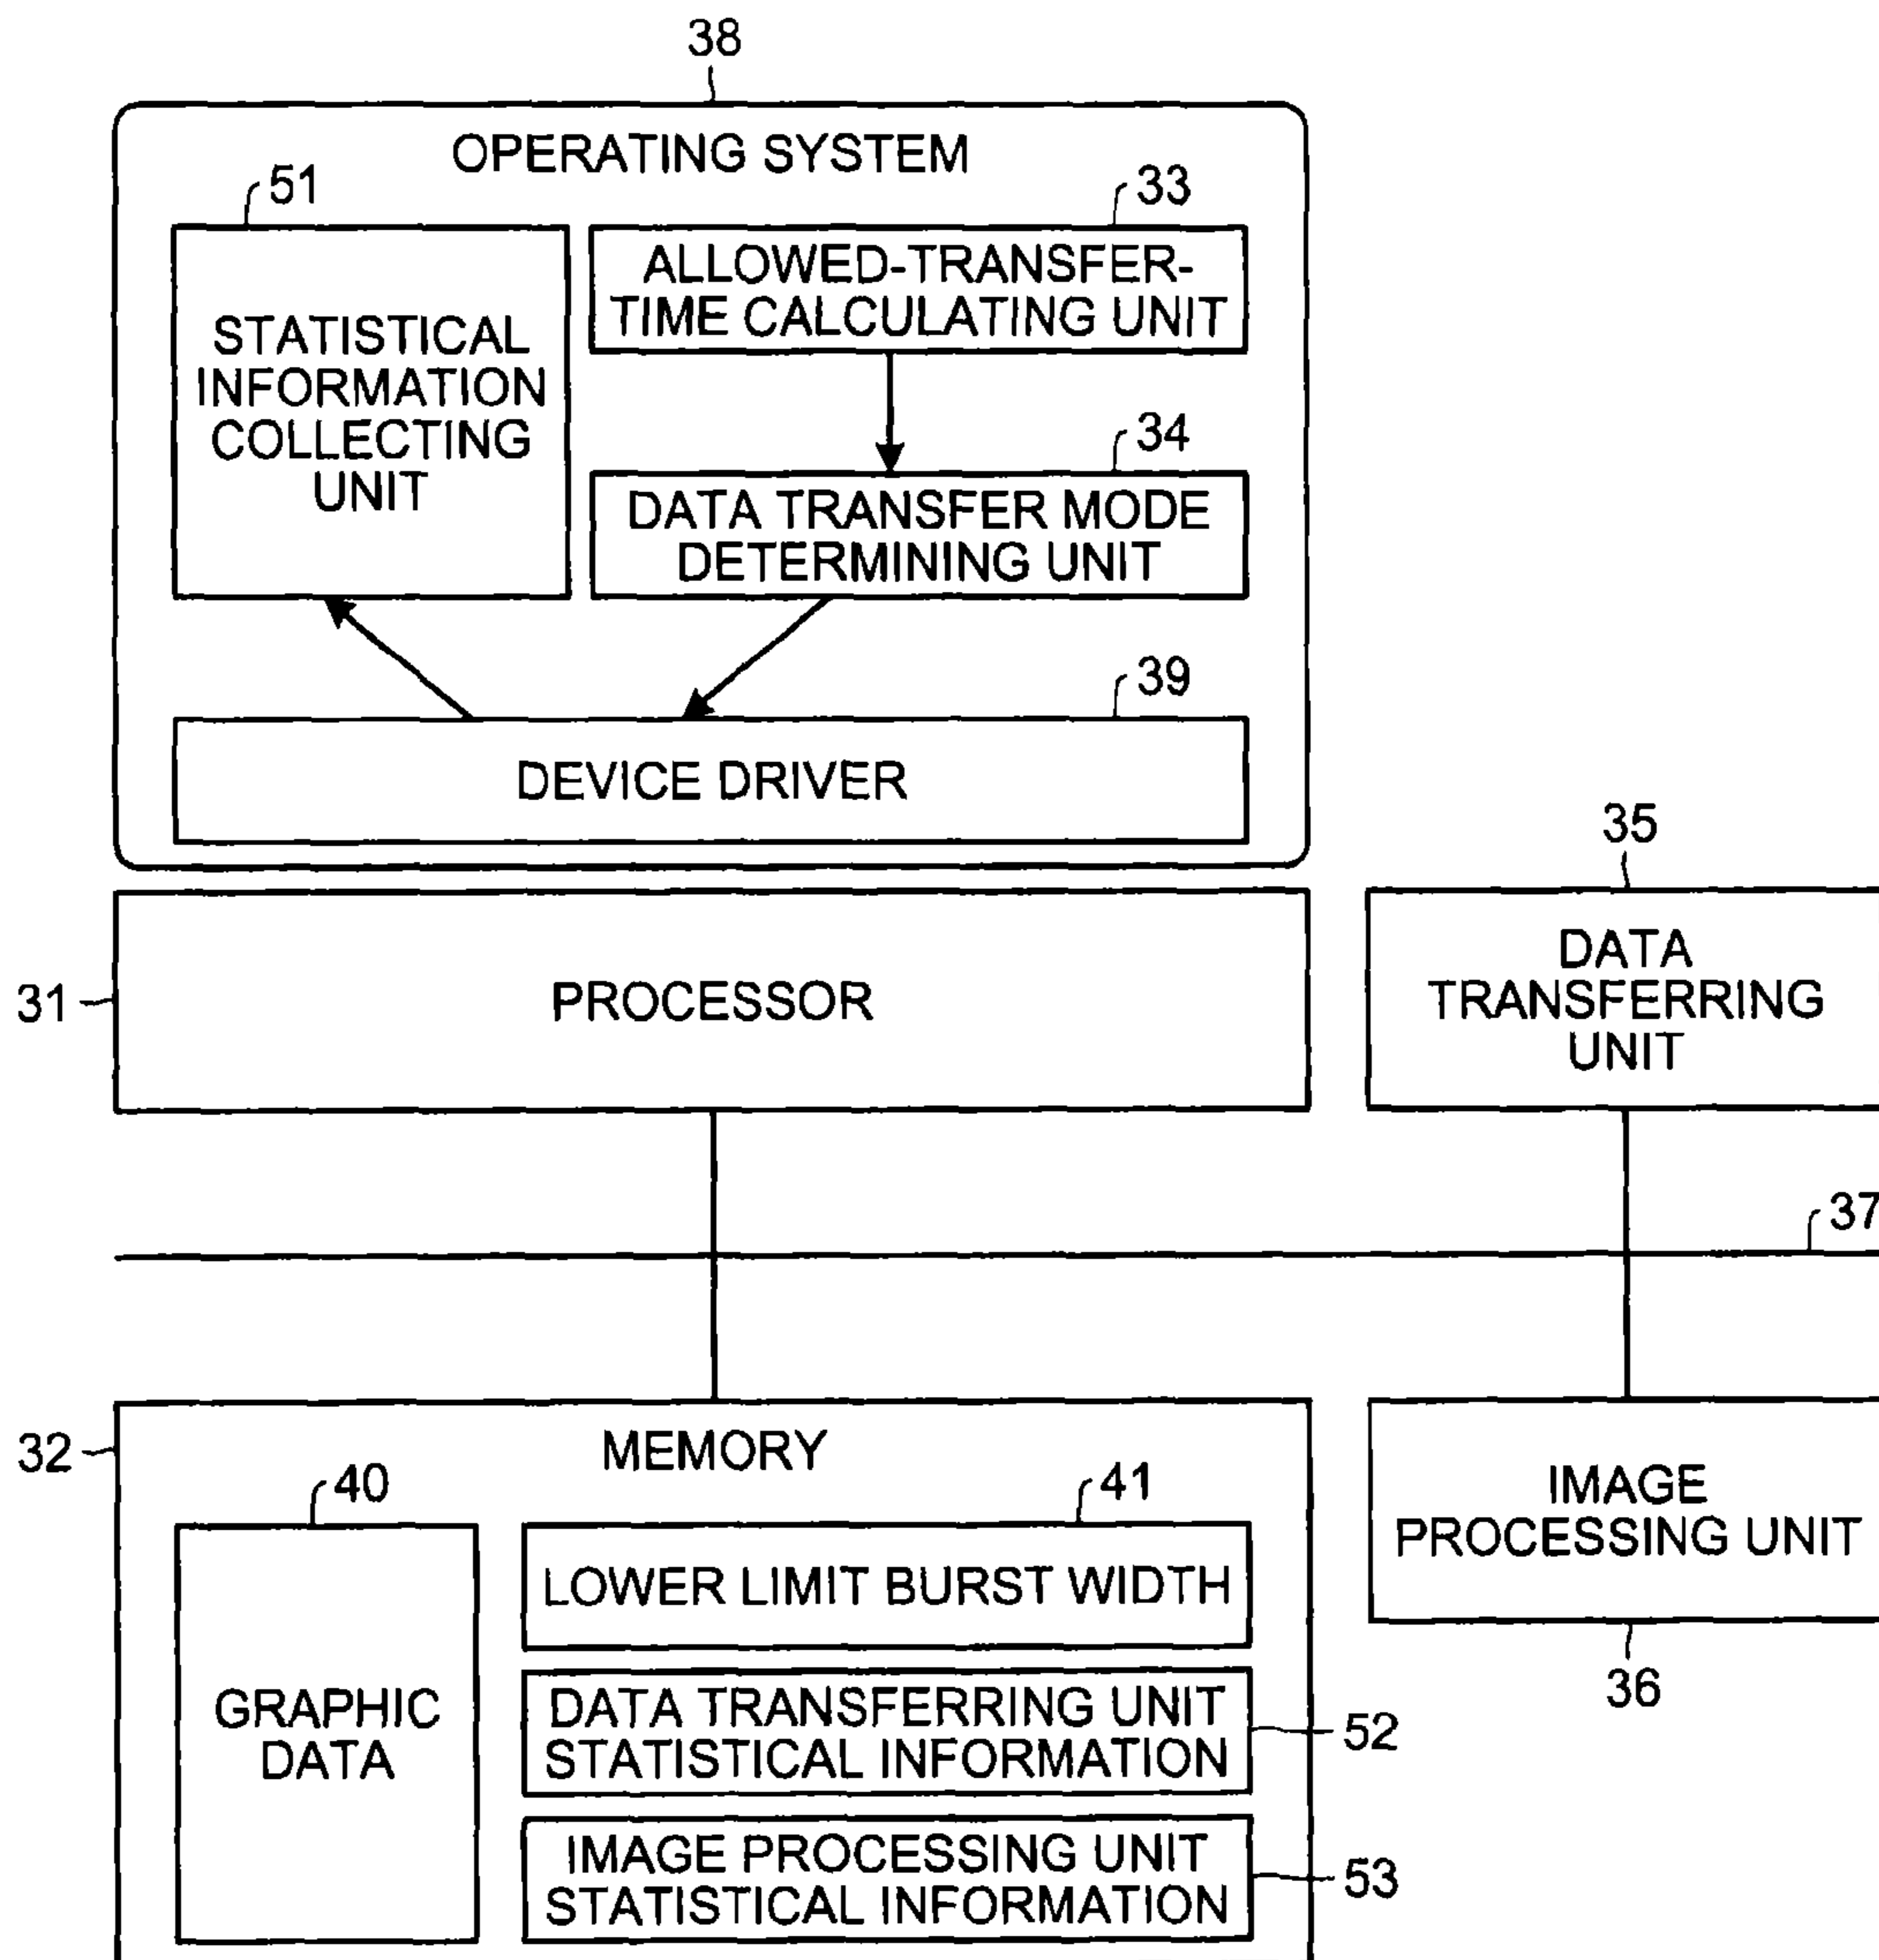 38
OPERATING SYSTEM
51
33
STATISTICAL
INFORMATION
COLLECTING
UNIT
ALLOWED-TRANSFER-
TIME CALCULATING UNIT
34
DATA TRANSFER MODE
DETERMINING UNIT
39
DEVICE DRIVER
35
31
PROCESSOR
DATA
TRANSFERRING
UNIT
37
32
MEMORY
40
41
GRAPHIC
DATA
LOWER LIMIT BURST WIDTH
DATA TRANSFERRING UNIT
STATISTICAL INFORMATION
52
IMAGE PROCESSING UNIT
STATISTICAL INFORMATION
53
IMAGE
PROCESSING UNIT
36